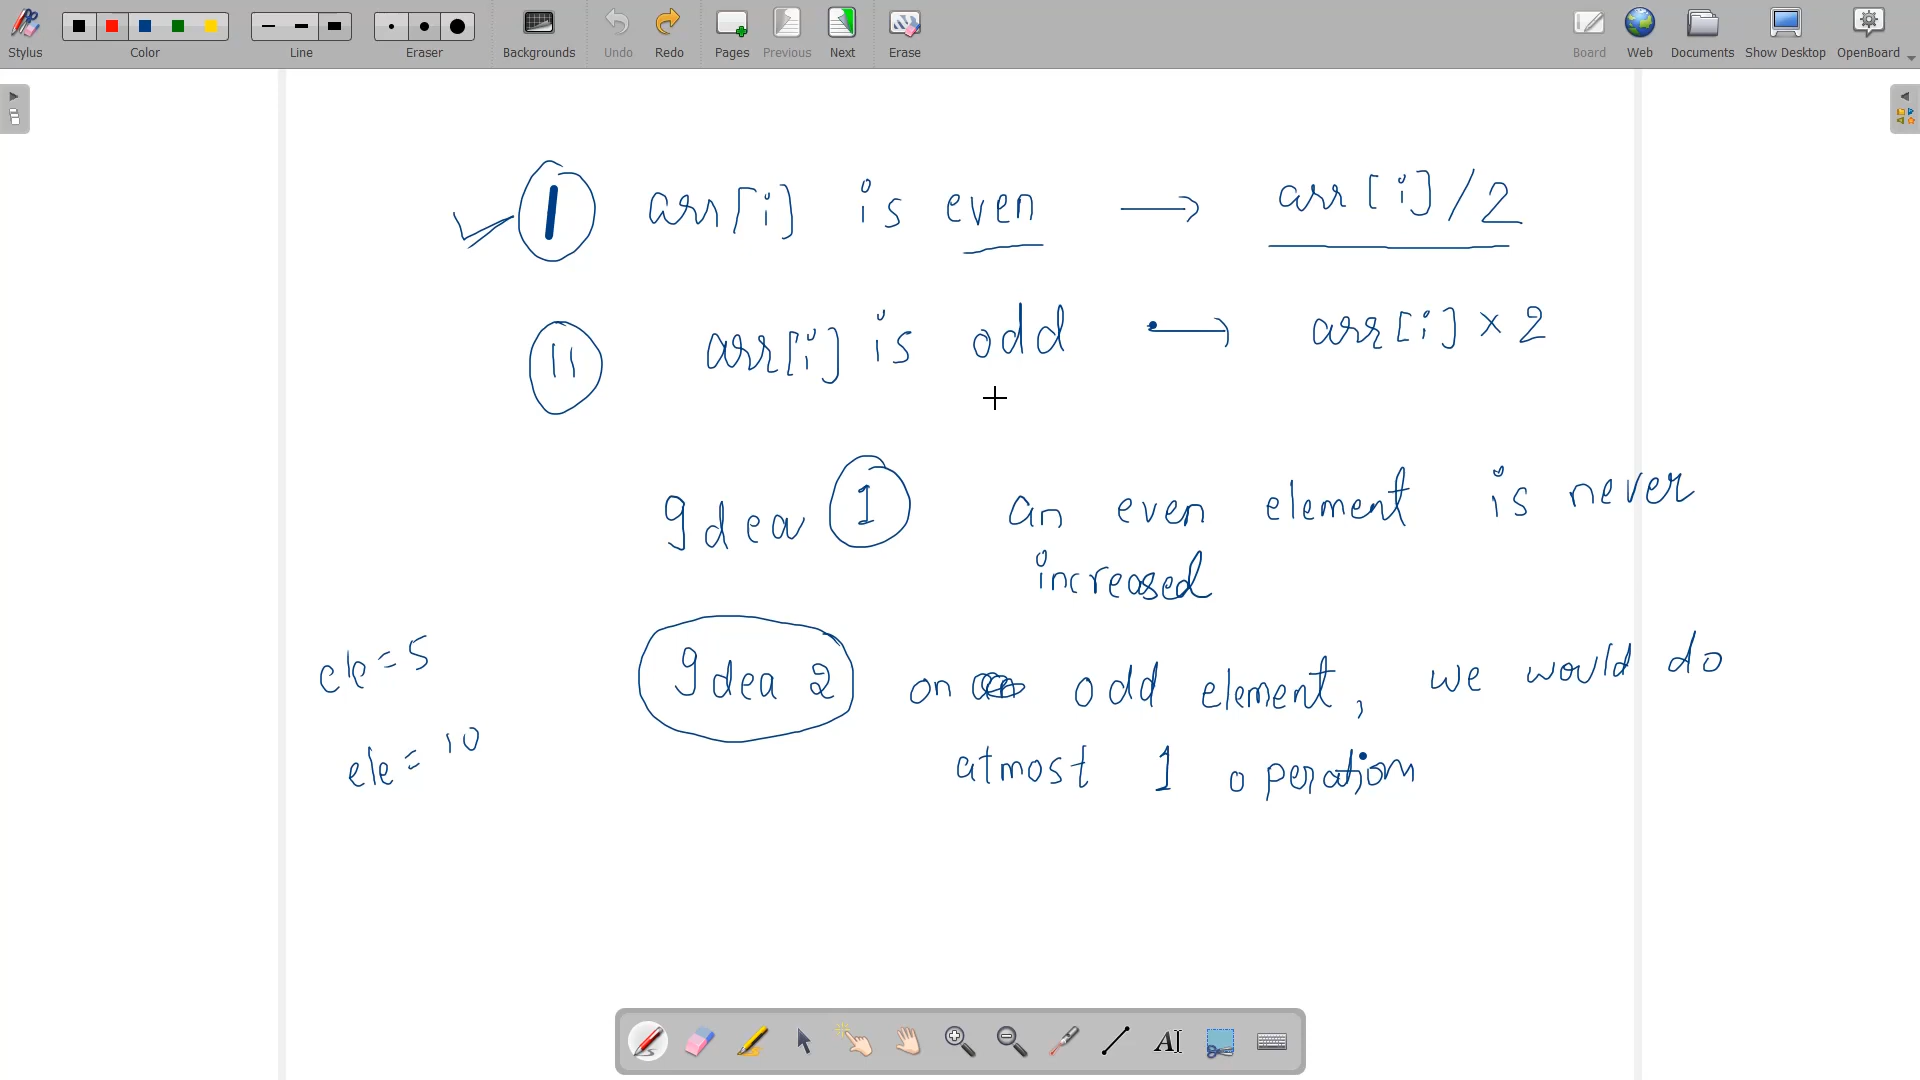 Stylus Color Line Eraser Backgrounds Undo Redo Pages Previous Next Erase Board Web Documents Show Desktop OpenBoard
I arr[i] is even → arr[i]/2
II arr[i] is odd → arr[i] × 2
Idea 1 an even element is never
increased
ele = 5
Idea 2 on odd element, we would do
ele = 10
atmost 1 operation